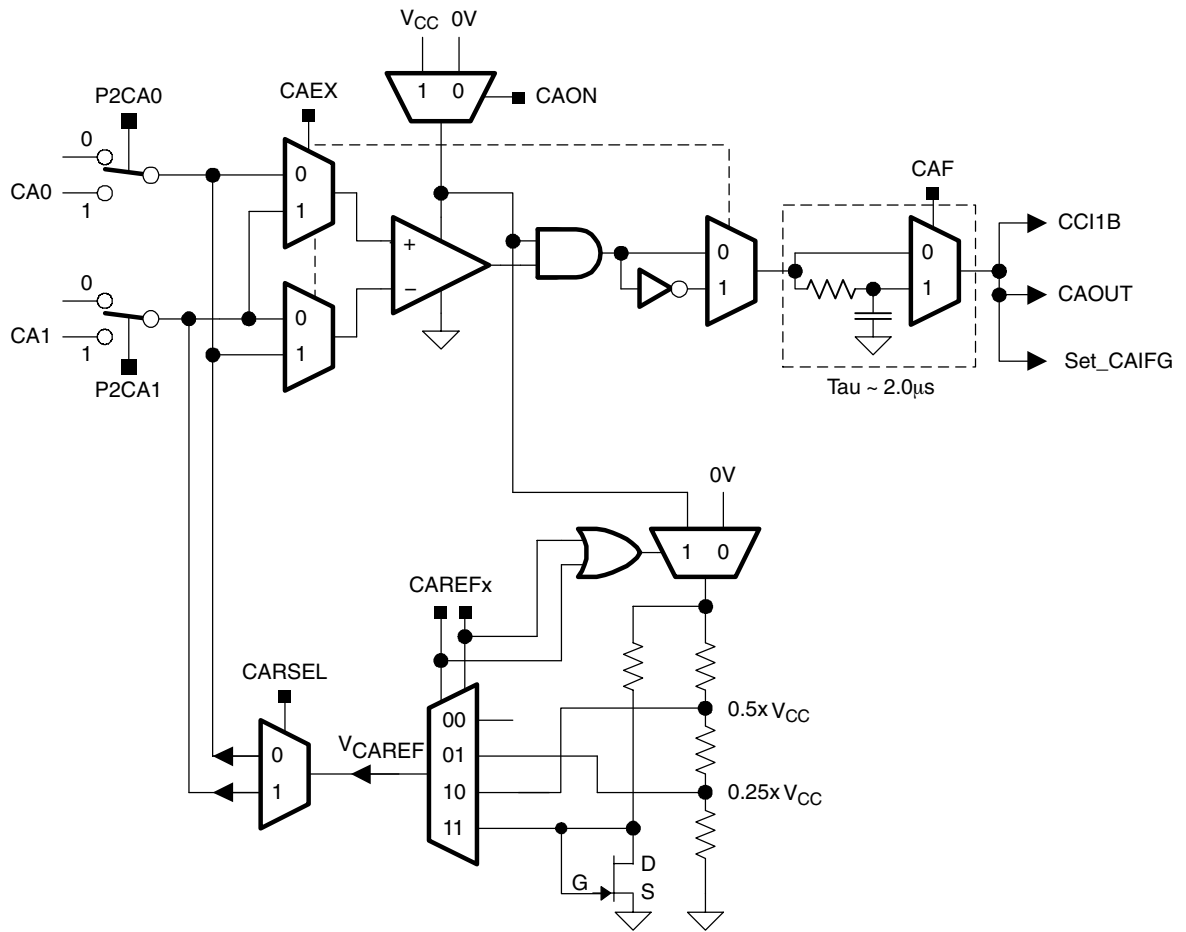 VCC 0V
1 0
CAON
P2CA0
CAEX
0
CA0
1
0
1
CAF
+
−
0
1
0
1
CCI1B
CAOUT
Set_CAIFG
0
CA1
1
P2CA1
0
1
Tau ~ 2.0μs
0V
1 0
CAREFx
CARSEL
0
1
VCAREF
00
01
10
11
0.5x VCC
0.25x VCC
D
G
S